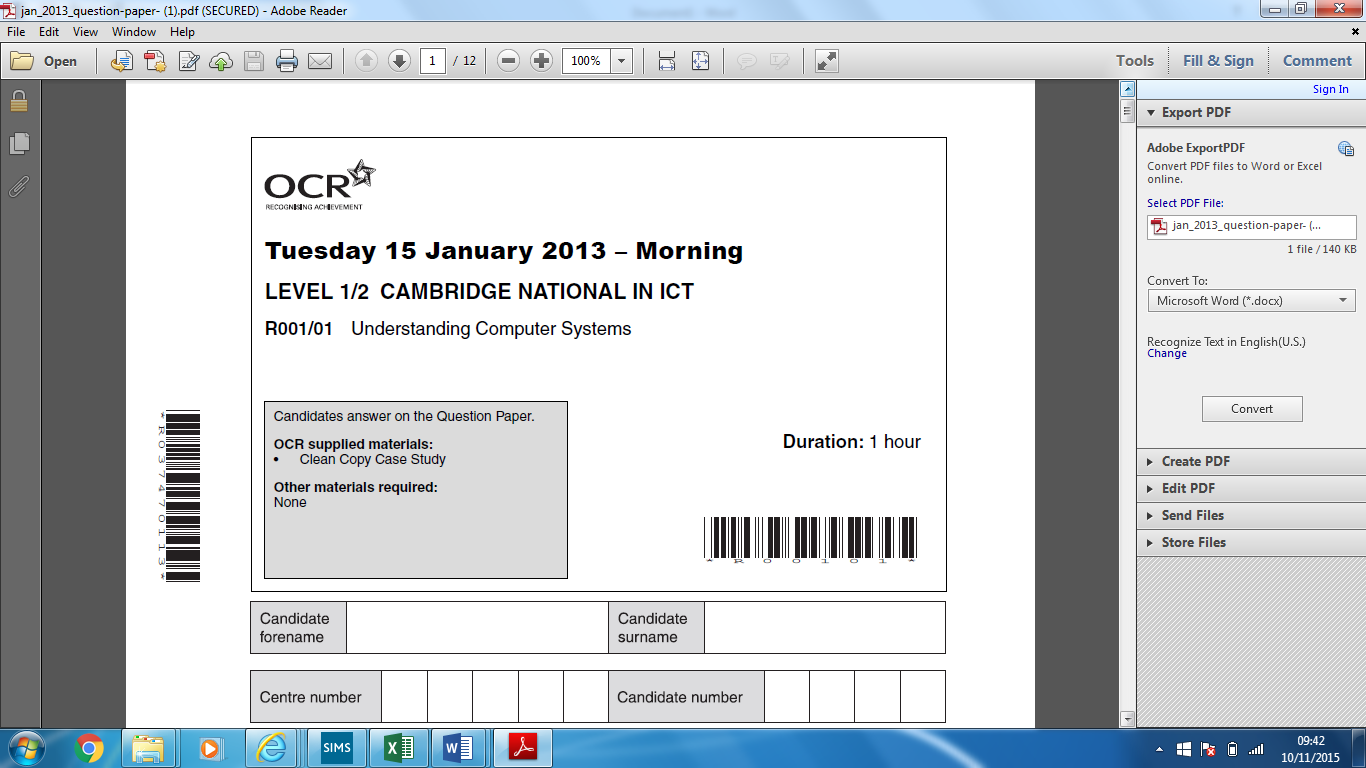 jan_2013_question-paper- (1).pdf (SECURED) - Adobe Reader
File Edit View Window Help
Open 1 / 12 100% Tools Fill & Sign Comment
Sign In
Export PDF
Adobe ExportPDF
Convert PDF files to Word or Excel
online.
Select PDF File:
jan_2013_question-paper- (...
1 file / 140 KB
Convert To:
Microsoft Word (*.docx)
Recognize Text in English(U.S.)
Change
Convert
Create PDF
Edit PDF
Send Files
Store Files
OCR
RECOGNISING ACHIEVEMENT
Tuesday 15 January 2013 – Morning
LEVEL 1/2 CAMBRIDGE NATIONAL IN ICT
R001/01 Understanding Computer Systems
Candidates answer on the Question Paper.
OCR supplied materials:
• Clean Copy Case Study
Other materials required:
None
Duration: 1 hour
*R00101*
*R03747 0113*
Candidate
forename
Candidate
surname
Centre number
Candidate number
SIMS
09:42
10/11/2015